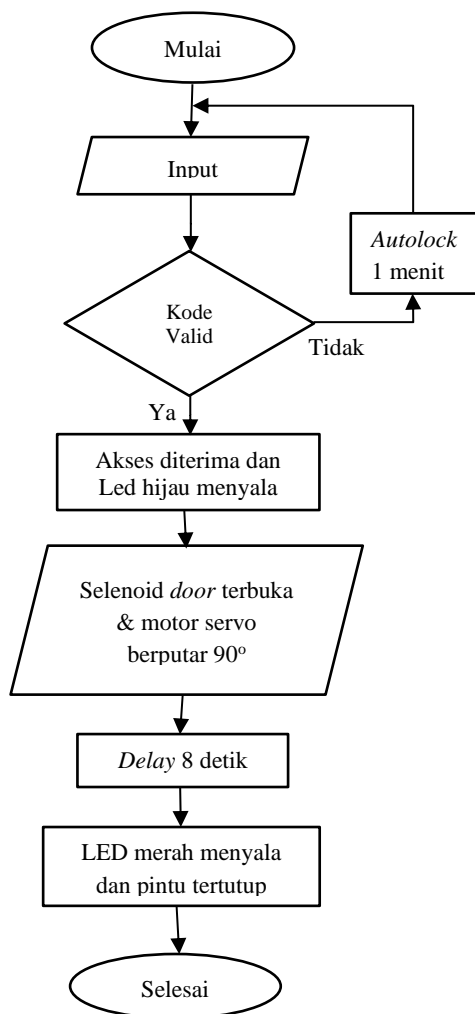 Mulai
Input
Autolock
1 menit
Kode
Valid
Tidak
Ya
Akses diterima dan
Led hijau menyala
Selenoid door terbuka
& motor servo
berputar 90°
Delay 8 detik
LED merah menyala
dan pintu tertutup
Selesai